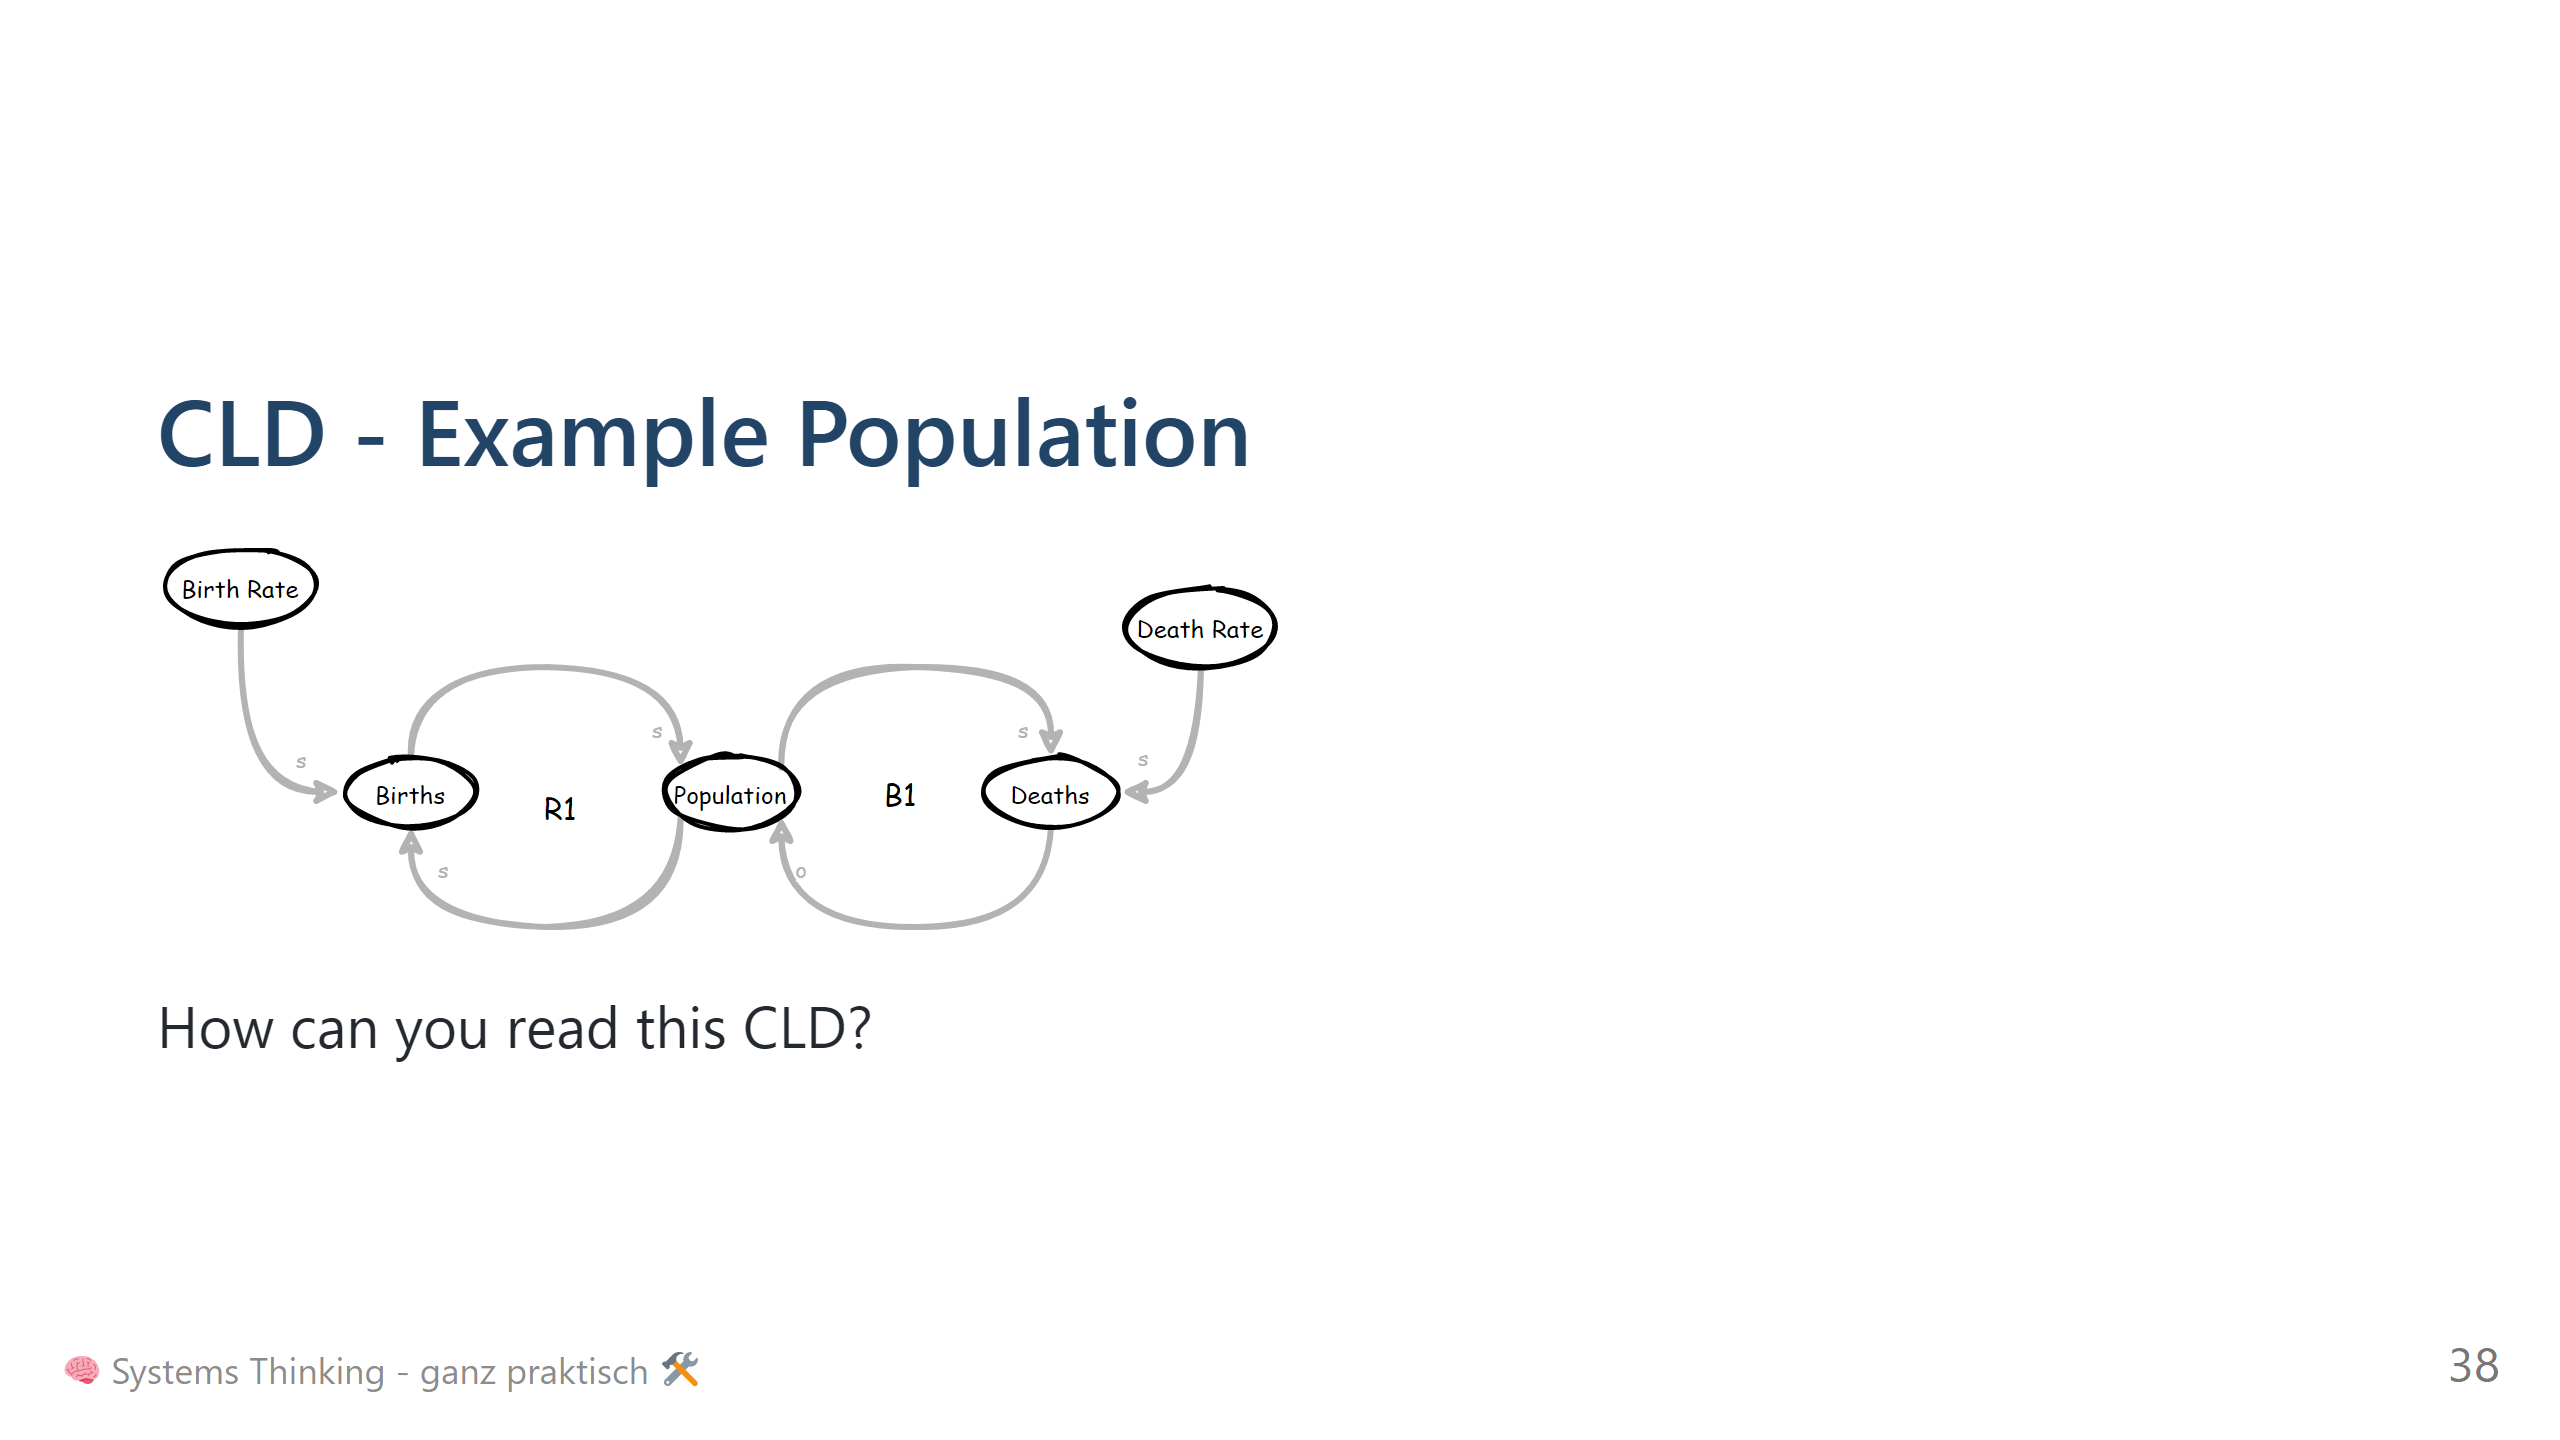 CLD - Example Population
Birth Rate
Death Rate
s
s
s
s
Births
R1
Population
B1
Deaths
s
o
How can you read this CLD?
🧠 Systems Thinking - ganz praktisch 🛠️
38